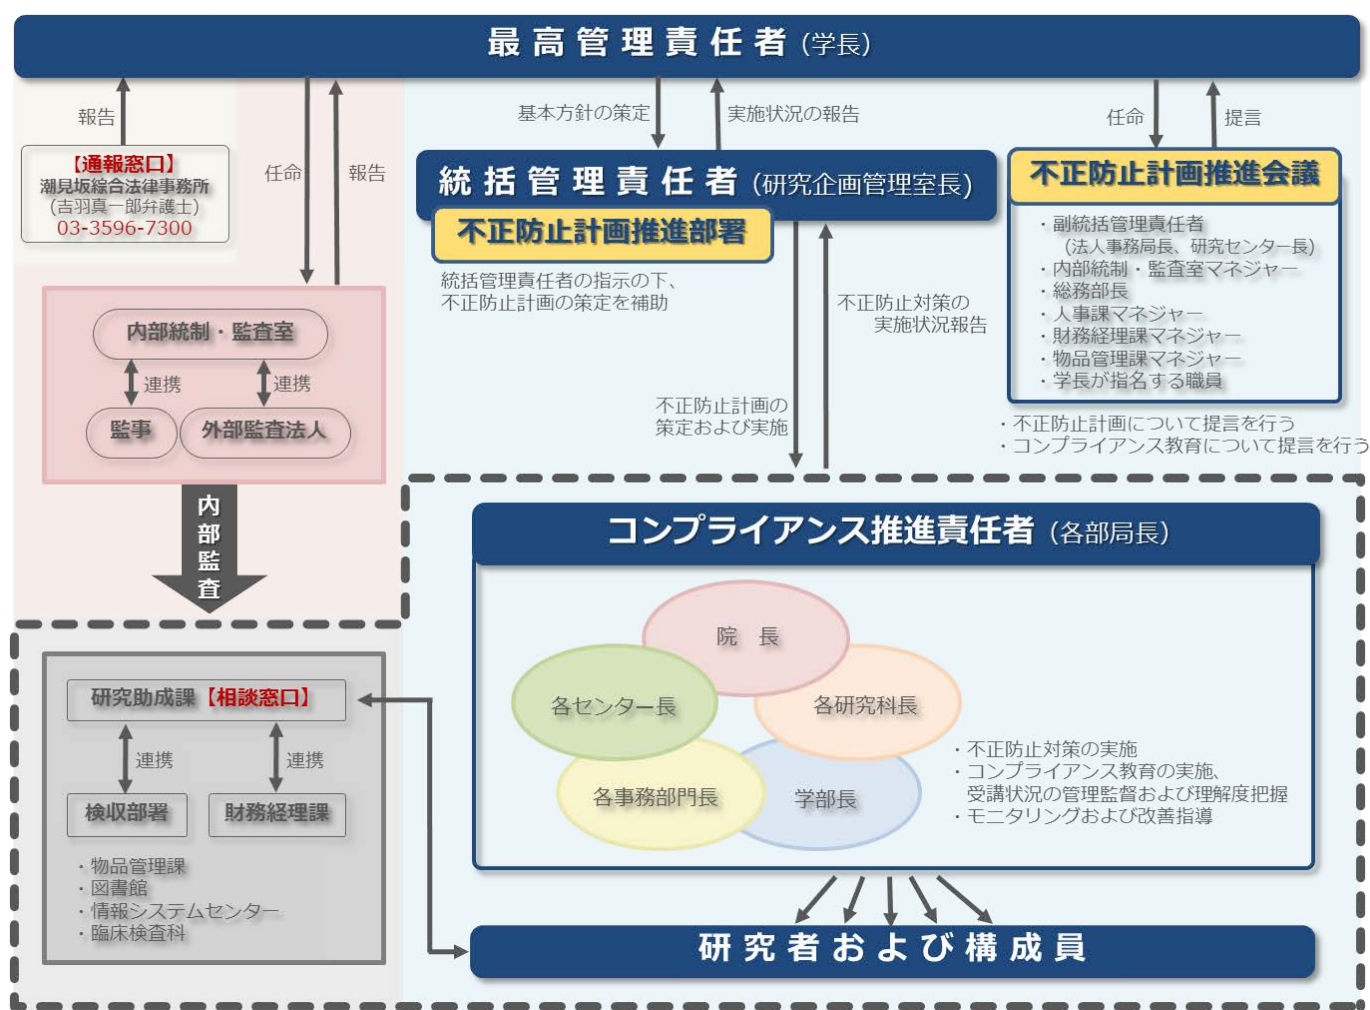 最高管理責任者（学長）
報告
任命
報告
基本方針の策定
実施状況の報告
任命
提言
【通報窓口】
潮見坂綜合法律事務所
(吉羽真一郎弁護士)
03-3596-7300
統括管理責任者（研究企画管理室長）
不正防止計画推進部署
統括管理責任者の指示の下、
不正防止計画の策定を補助
不正防止計画推進会議
・副統括管理責任者
(法人事務局長、研究センター長)
・内部統制・監査室マネジャー
・総務部長
・人事課マネジャー
・財務経理課マネジャー
・物品管理課マネジャー
・学長が指名する職員
・不正防止計画について提言を行う
・コンプライアンス教育について提言を行う
不正防止対策の
実施状況報告
不正防止計画の
策定および実施
内部統制・監査室
連携
連携
監事
外部監査法人
内部監査
コンプライアンス推進責任者（各部局長）
院　長
各センター長
各研究科長
各事務部門長
学部長
・不正防止対策の実施
・コンプライアンス教育の実施、
受講状況の管理監督および理解度把握
・モニタリングおよび改善指導
研究助成課【相談窓口】
連携
連携
検収部署
財務経理課
・物品管理課
・図書館
・情報システムセンター
・臨床検査科
研究者および構成員